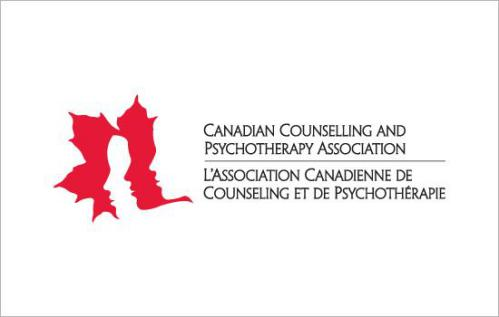 Canadian Counselling and
Psychotherapy Association
L'Association Canadienne de
Counseling et de Psychothérapie